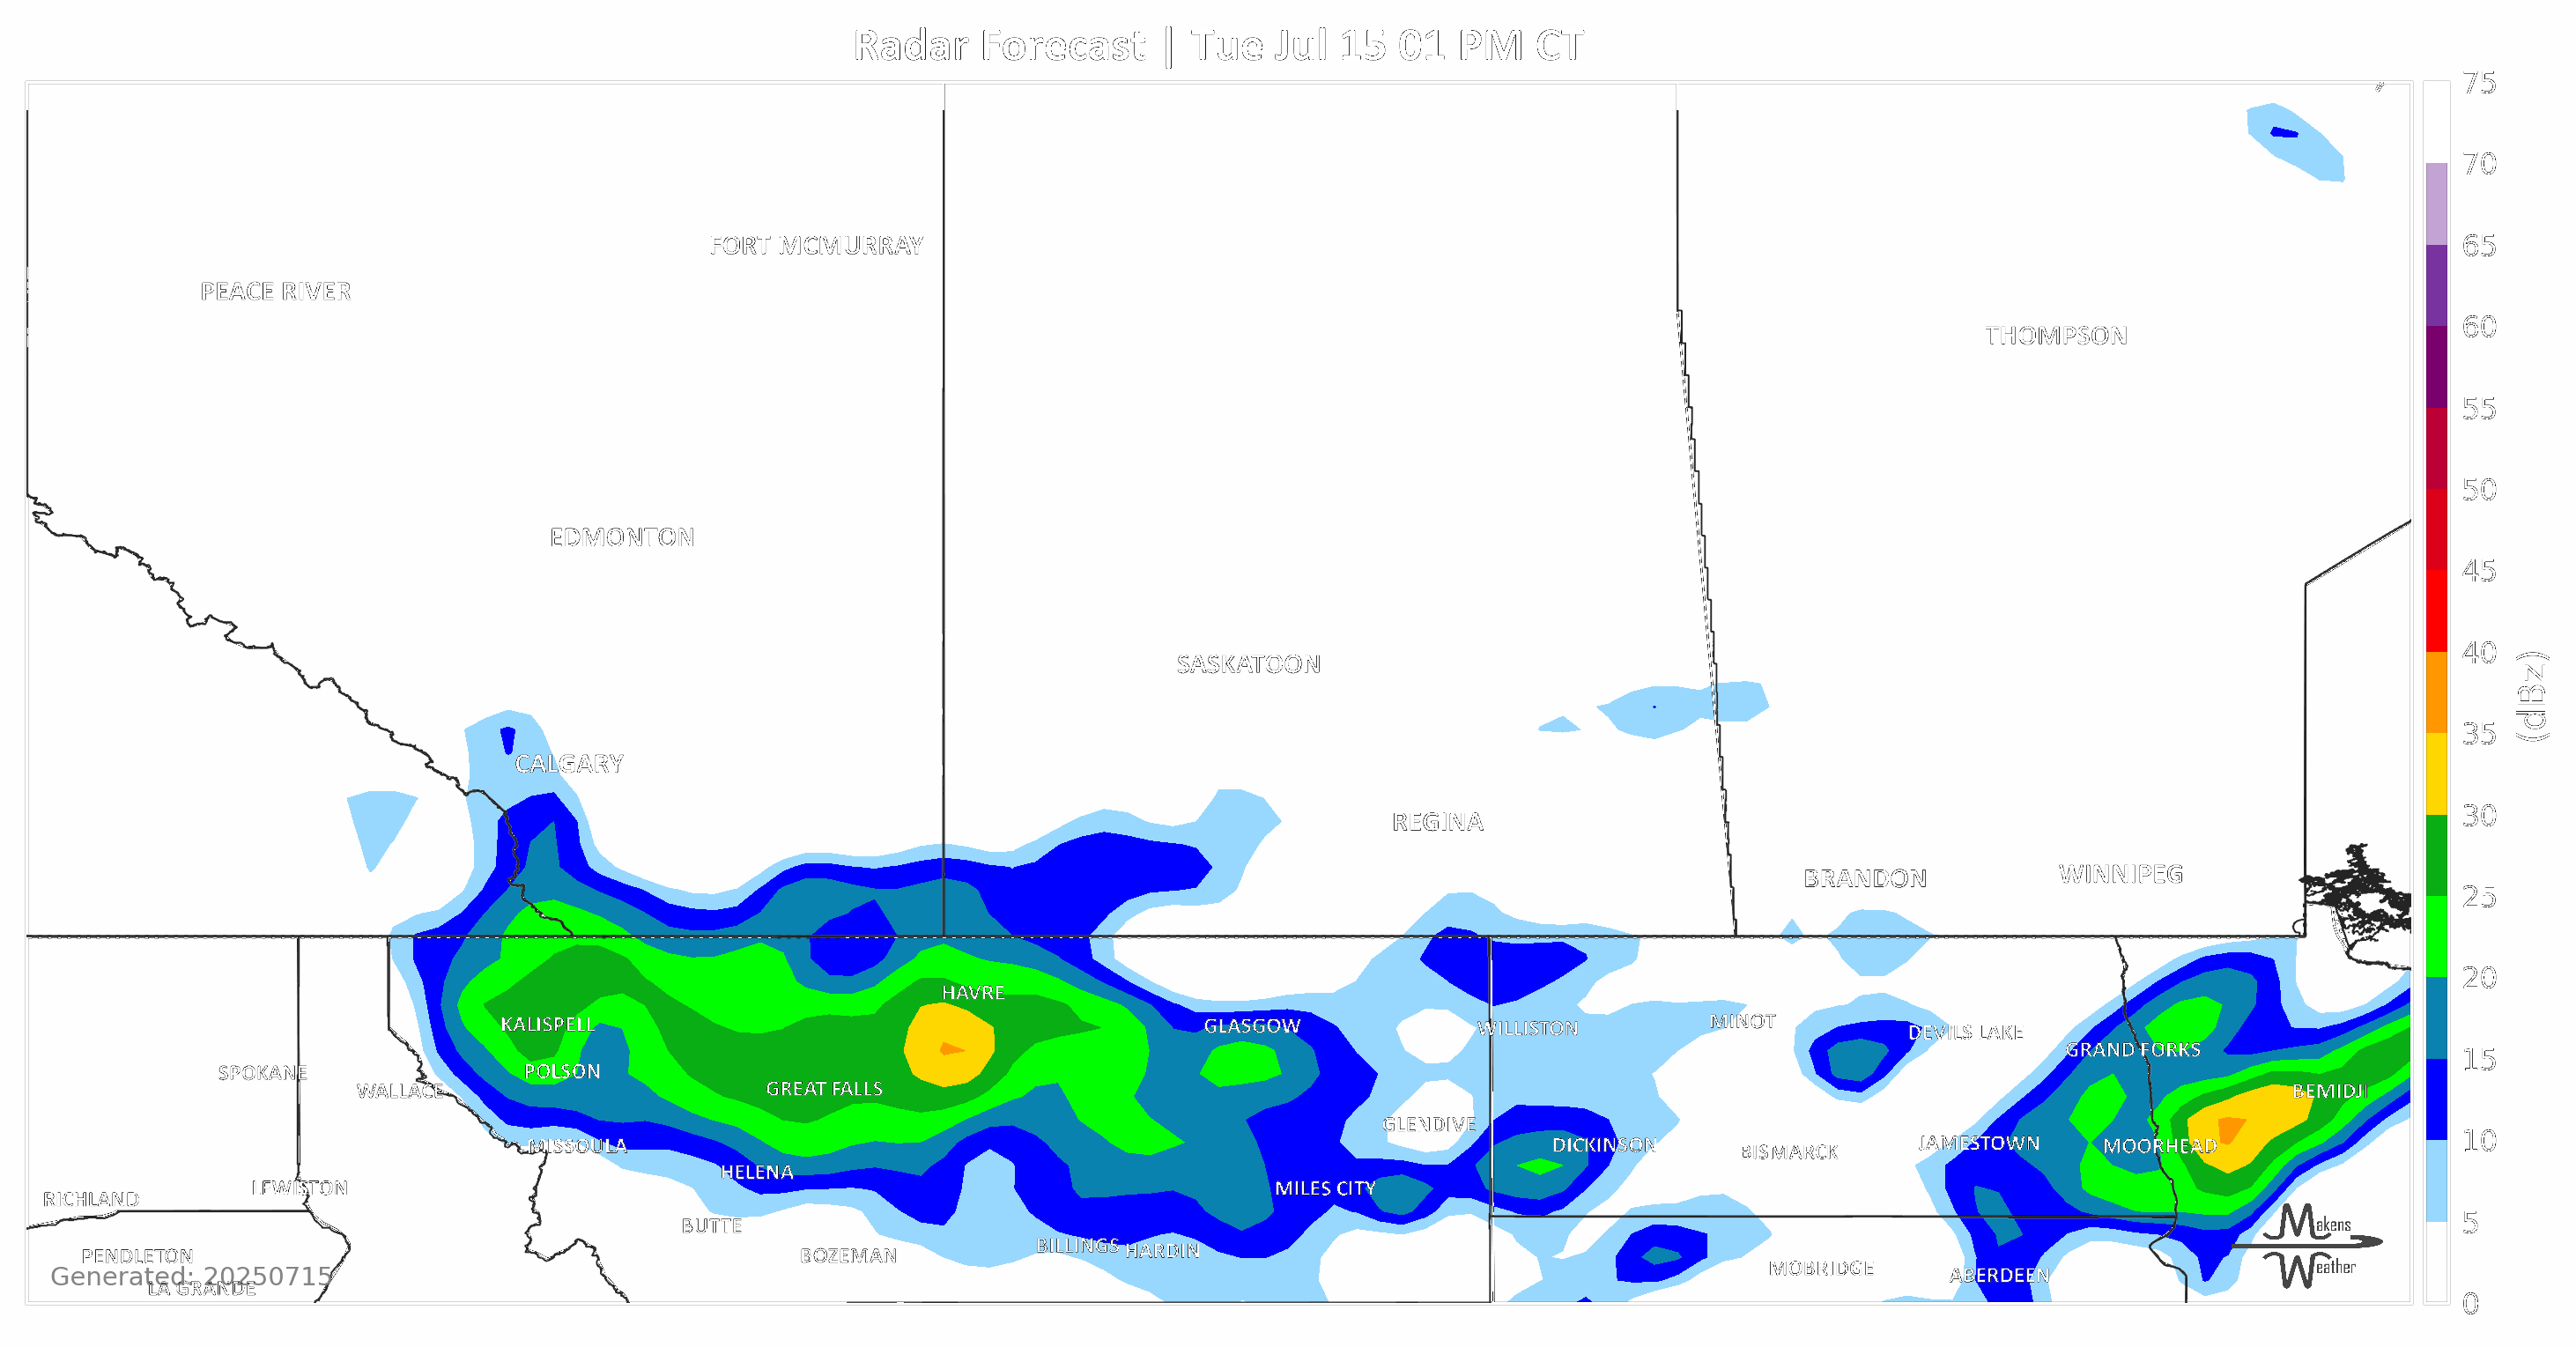 Radar Forecast | Tue Jul 15 01 PM CT
75
70
FORT MCMURRAY
65
PEACE RIVER
60
THOMPSON
55
50
EDMONTON
45
40
SASKATOON
(dBz)
35
CALGARY
30
REGINA
BRANDON
WINNIPEG
25
20
HAVRE
KALISPELL
GLASGOW
WILLISTON
MINOT
DEVILS LAKE
GRAND FORKS
15
SPOKANE
POLSON
WALLACE
GREAT FALLS
BEMIDJI
GLENDIVE
10
MISSOULA
DICKINSON
BISMARCK
JAMESTOWN
MOORHEAD
HELENA
LEWISTON
MILES CITY
RICHLAND
BUTTE
5
Makens
Weather
PENDLETON
BOZEMAN
BILLINGS
HARDIN
MOBRIDGE
ABERDEEN
Generated: 20250715
LA GRANDE
0